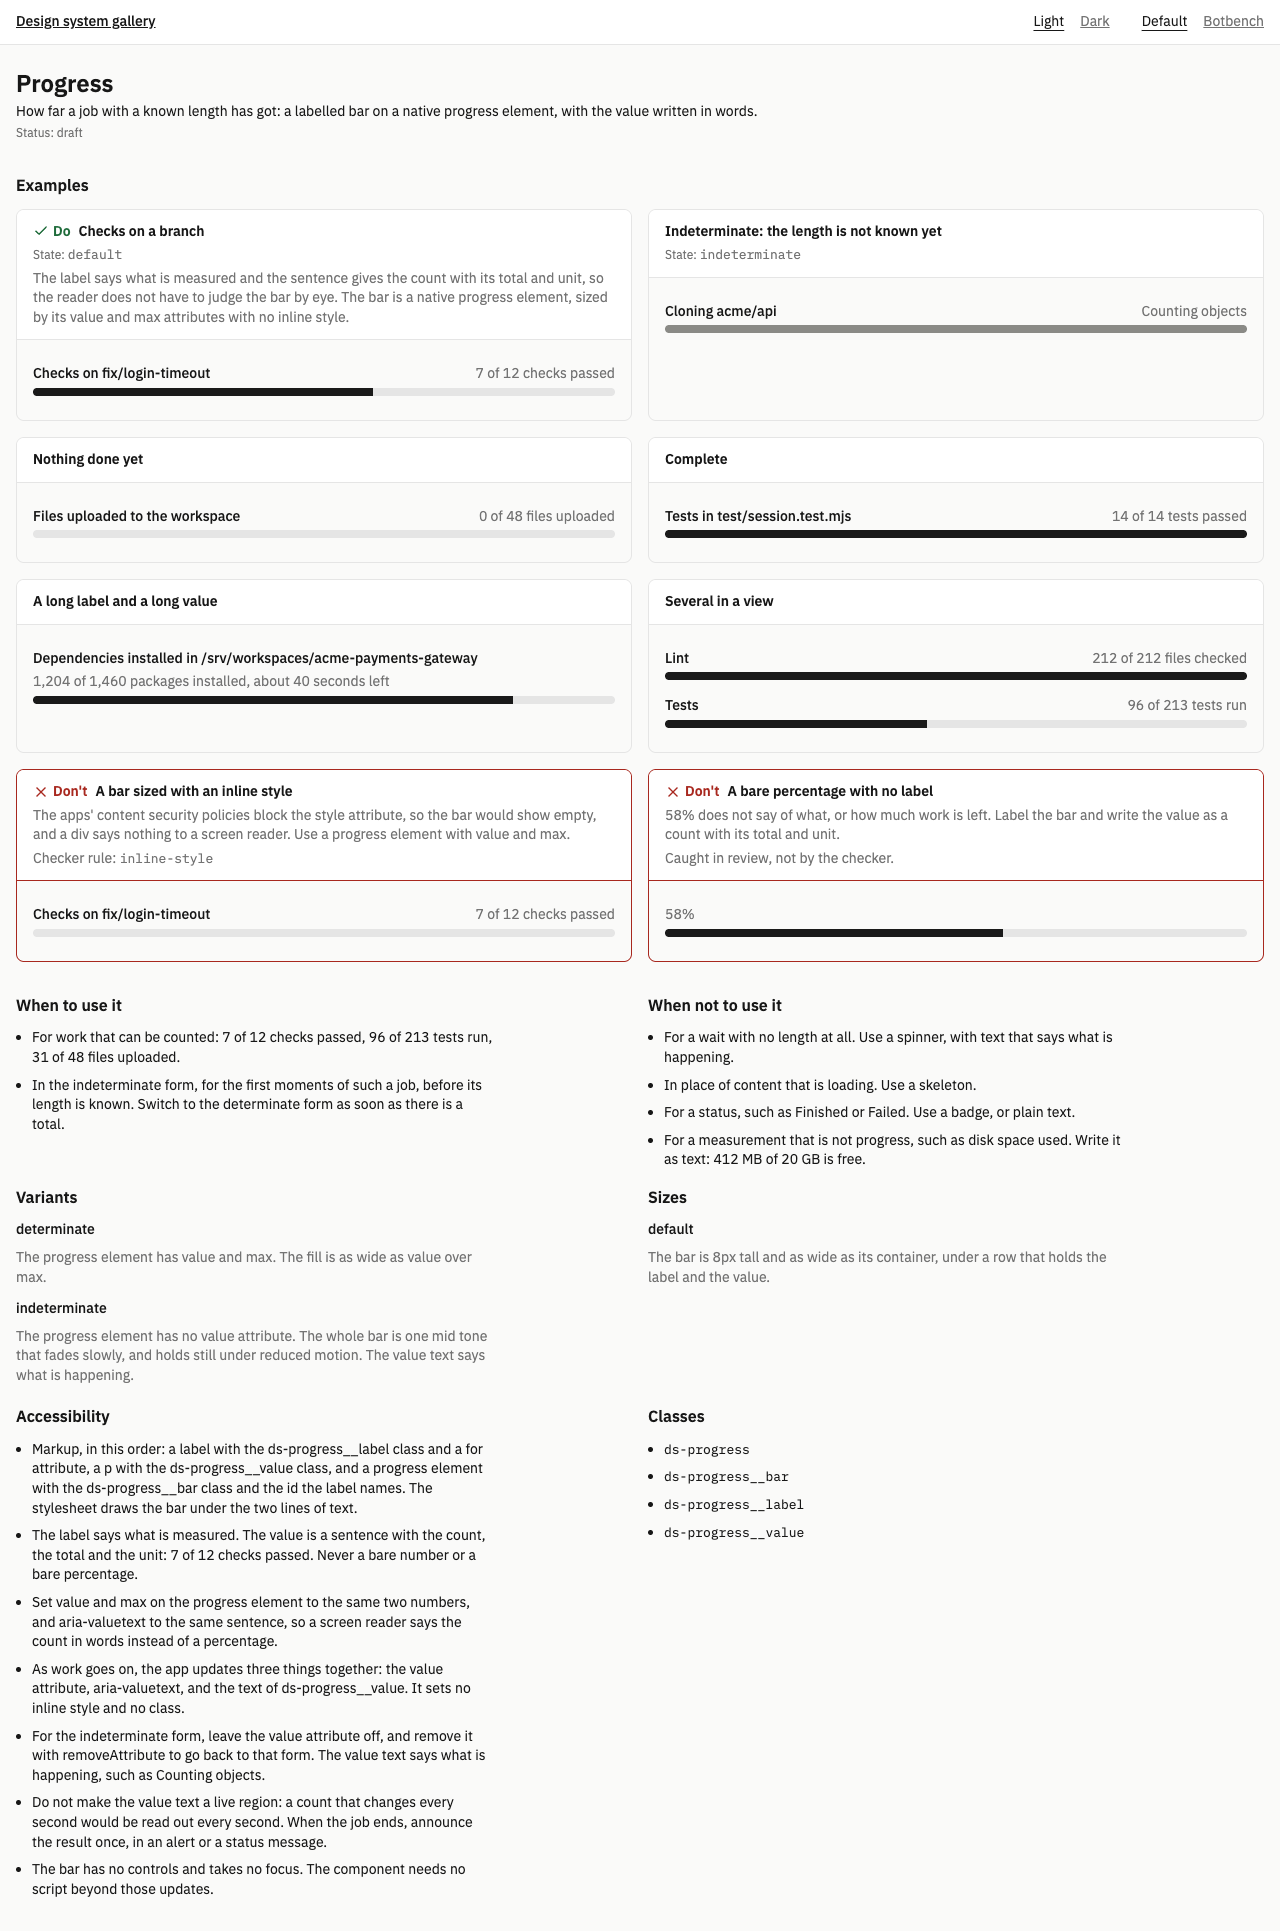 Design system gallery
Light Dark Default Botbench
Progress
How far a job with a known length has got: a labelled bar on a native progress element, with the value written in words.
Status: draft
Examples
Do Checks on a branch
State: default
The label says what is measured and the sentence gives the count with its total and unit, so
the reader does not have to judge the bar by eye. The bar is a native progress element, sized
by its value and max attributes with no inline style.
Checks on fix/login-timeout 7 of 12 checks passed
Indeterminate: the length is not known yet
State: indeterminate
Cloning acme/api Counting objects
Nothing done yet
Files uploaded to the workspace 0 of 48 files uploaded
Complete
Tests in test/session.test.mjs 14 of 14 tests passed
A long label and a long value
Dependencies installed in /srv/workspaces/acme-payments-gateway
1,204 of 1,460 packages installed, about 40 seconds left
Several in a view
Lint 212 of 212 files checked
Tests 96 of 213 tests run
Don't A bar sized with an inline style
The apps' content security policies block the style attribute, so the bar would show empty,
and a div says nothing to a screen reader. Use a progress element with value and max.
Checker rule: inline-style
Checks on fix/login-timeout 7 of 12 checks passed
Don't A bare percentage with no label
58% does not say of what, or how much work is left. Label the bar and write the value as a
count with its total and unit.
Caught in review, not by the checker.
58%
When to use it
For work that can be counted: 7 of 12 checks passed, 96 of 213 tests run,
31 of 48 files uploaded.
In the indeterminate form, for the first moments of such a job, before its
length is known. Switch to the determinate form as soon as there is a
total.
When not to use it
For a wait with no length at all. Use a spinner, with text that says what is
happening.
In place of content that is loading. Use a skeleton.
For a status, such as Finished or Failed. Use a badge, or plain text.
For a measurement that is not progress, such as disk space used. Write it
as text: 412 MB of 20 GB is free.
Variants
determinate
The progress element has value and max. The fill is as wide as value over
max.
indeterminate
The progress element has no value attribute. The whole bar is one mid tone
that fades slowly, and holds still under reduced motion. The value text says
what is happening.
Sizes
default
The bar is 8px tall and as wide as its container, under a row that holds the
label and the value.
Accessibility
Markup, in this order: a label with the ds-progress__label class and a for
attribute, a p with the ds-progress__value class, and a progress element
with the ds-progress__bar class and the id the label names. The
stylesheet draws the bar under the two lines of text.
The label says what is measured. The value is a sentence with the count,
the total and the unit: 7 of 12 checks passed. Never a bare number or a
bare percentage.
Set value and max on the progress element to the same two numbers,
and aria-valuetext to the same sentence, so a screen reader says the
count in words instead of a percentage.
As work goes on, the app updates three things together: the value
attribute, aria-valuetext, and the text of ds-progress__value. It sets no
inline style and no class.
For the indeterminate form, leave the value attribute off, and remove it
with removeAttribute to go back to that form. The value text says what is
happening, such as Counting objects.
Do not make the value text a live region: a count that changes every
second would be read out every second. When the job ends, announce
the result once, in an alert or a status message.
The bar has no controls and takes no focus. The component needs no
script beyond those updates.
Classes
ds-progress
ds-progress__bar
ds-progress__label
ds-progress__value